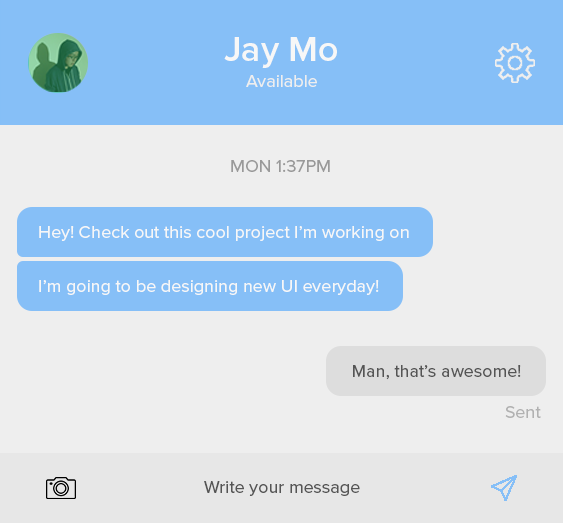 Jay Mo
Available
MON 1:37PM
Hey! Check out this cool project I'm working on
I'm going to be designing new UI everyday!
Man, that's awesome!
Sent
Write your message